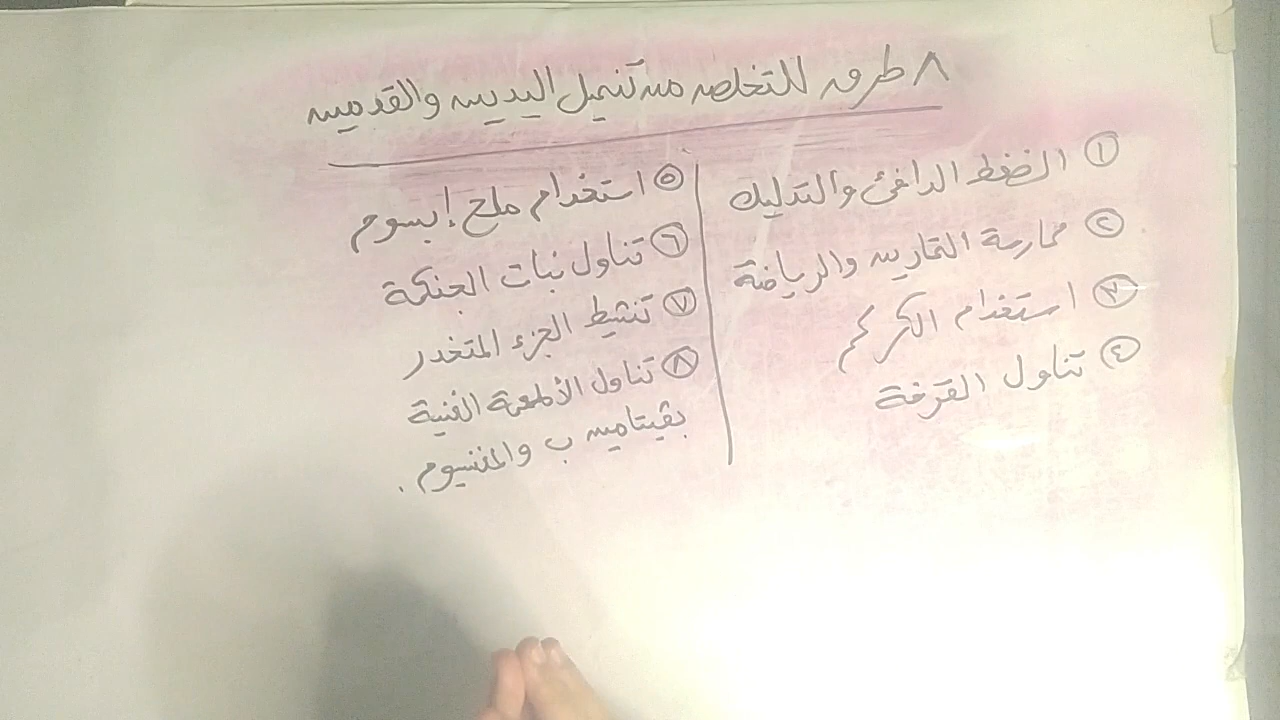 ٨ طرق للتخلص من تنميل اليدين والقدمين
١ الضغط الدافئ والتدليك
٢ ممارسة التمارين والرياضة
٣ استخدام الكركم
٤ تناول القرفة
٥ استخدام ملح إبسوم
٦ تناول نبات الجنكة
٧ تنشيط الجزء المتخدر
٨ تناول الأطعمة الغنية
بفيتامين ب والمغنسيوم .